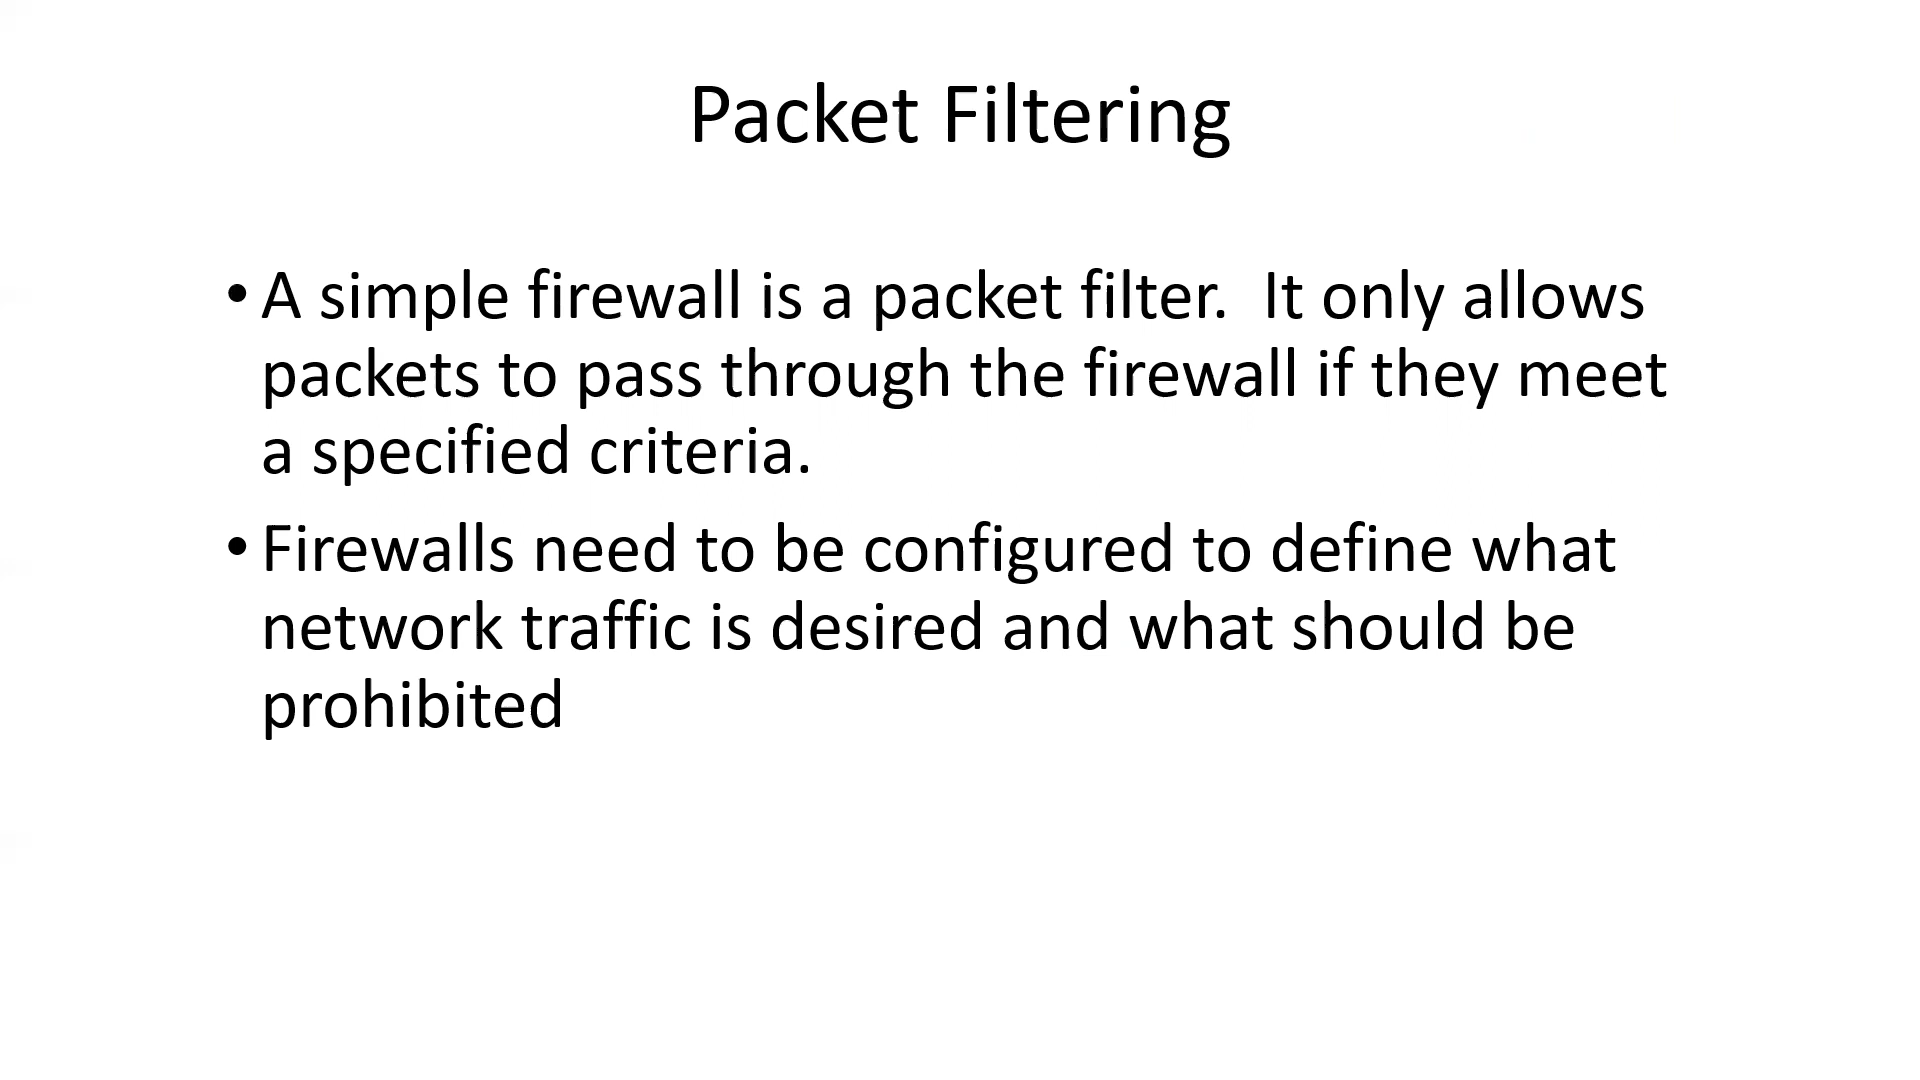 Packet Filtering
• A simple firewall is a packet filter.  It only allows
packets to pass through the firewall if they meet
a specified criteria.
• Firewalls need to be configured to define what
network traffic is desired and what should be
prohibited